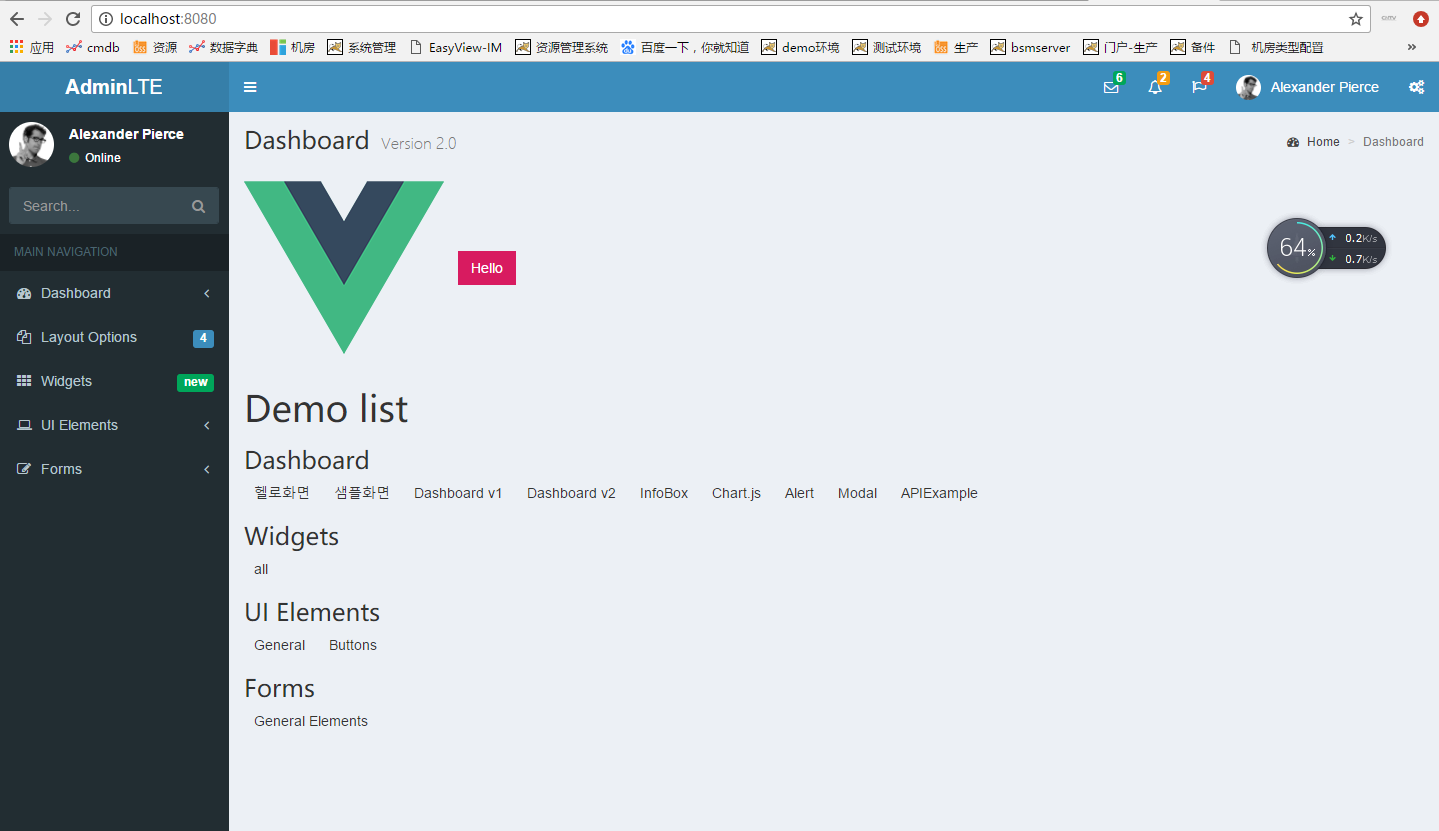 localhost:8080
应用 cmdb 资源 数据字典 机房 系统管理 EasyView-IM 资源管理系统 百度一下，你就知道 demo环境 测试环境 生产 bsmserver 门户-生产 备件 机房类型配置 »
AdminLTE 6 2 4 Alexander Pierce
Alexander Pierce
Online
Search...
MAIN NAVIGATION
Dashboard
Layout Options 4
Widgets new
UI Elements
Forms
Dashboard Version 2.0
Home > Dashboard
Hello
64%
0.2K/s
0.7K/s
Demo list
Dashboard
헬로화면 샘플화면 Dashboard v1 Dashboard v2 InfoBox Chart.js Alert Modal APIExample
Widgets
all
UI Elements
General Buttons
Forms
General Elements